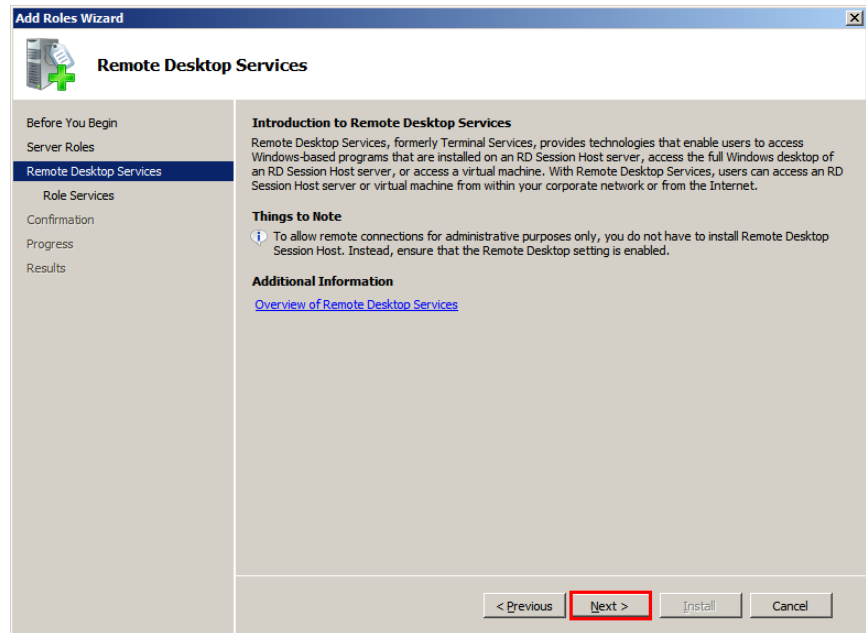 Add Roles Wizard
Remote Desktop Services
Before You Begin
Server Roles
Remote Desktop Services
Role Services
Confirmation
Progress
Results
Introduction to Remote Desktop Services
Remote Desktop Services, formerly Terminal Services, provides technologies that enable users to access
Windows-based programs that are installed on an RD Session Host server, access the full Windows desktop of
an RD Session Host server, or access a virtual machine. With Remote Desktop Services, users can access an RD
Session Host server or virtual machine from within your corporate network or from the Internet.
Things to Note
To allow remote connections for administrative purposes only, you do not have to install Remote Desktop
Session Host. Instead, ensure that the Remote Desktop setting is enabled.
Additional Information
Overview of Remote Desktop Services
< Previous Next > Install Cancel